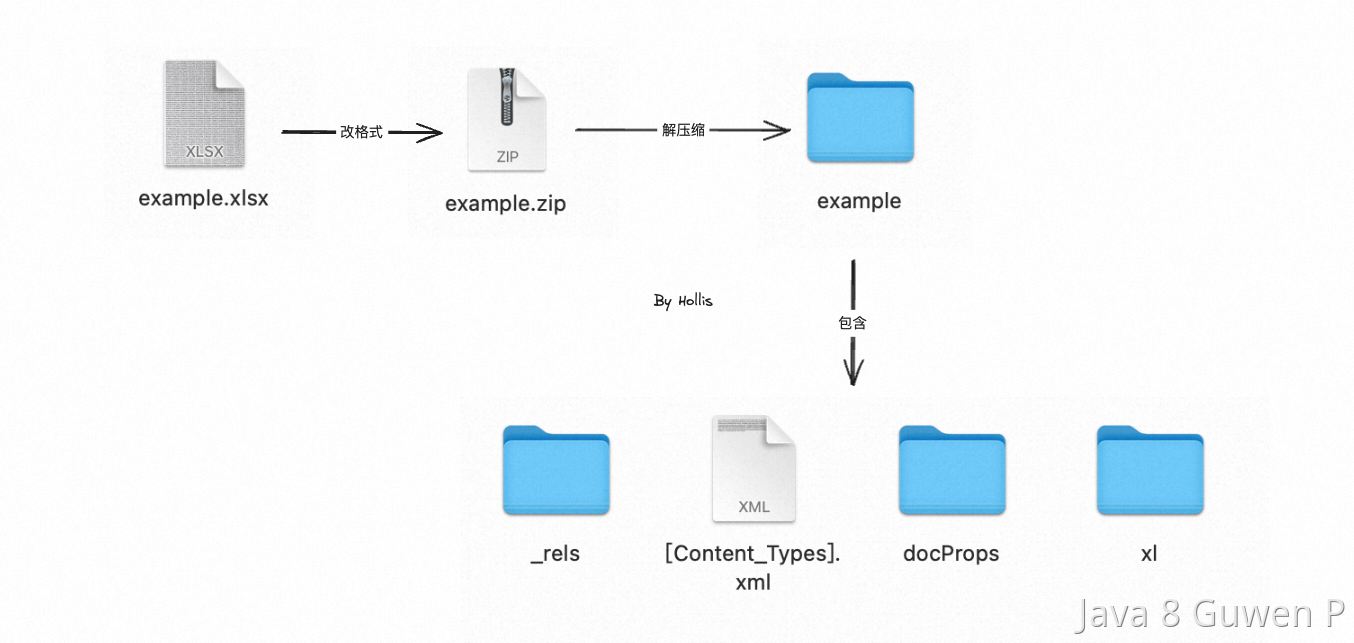 XLSX
example.xlsx
改格式
ZIP
example.zip
解压缩
example
By Hollis
包含
_rels
XML
[Content_Types].
xml
docProps
xl
Java 8 Guwen P